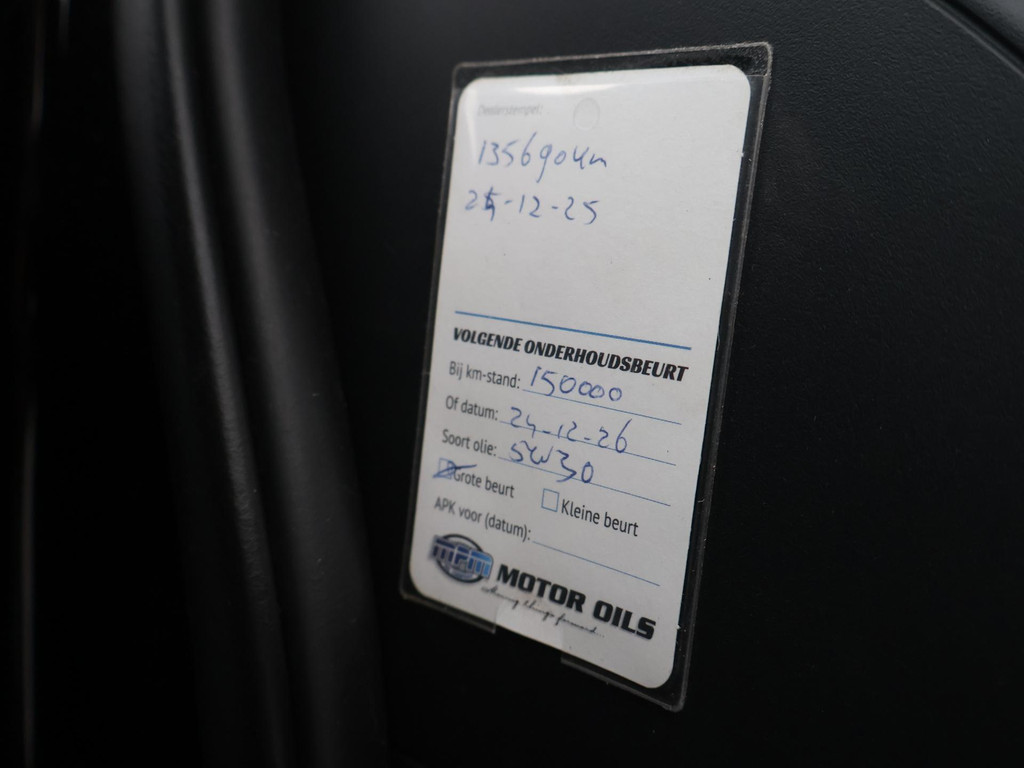 Dealerstempel:
135690km
24-12-25
VOLGENDE ONDERHOUDSBEURT
Bij km-stand: 150000
Of datum: 24-12-26
Soort olie: 5W30
Grote beurt Kleine beurt
APK voor (datum):
MPM MOTOR OILS